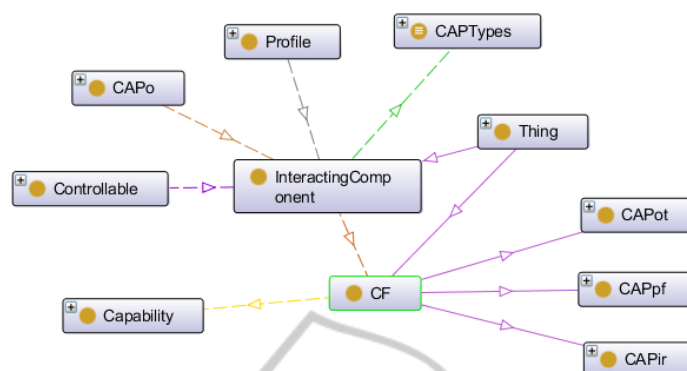 CAPTypes
Profile
CAPo
Thing
InteractingComp
onent
Controllable
CAPot
CF
CAPpf
Capability
CAPir